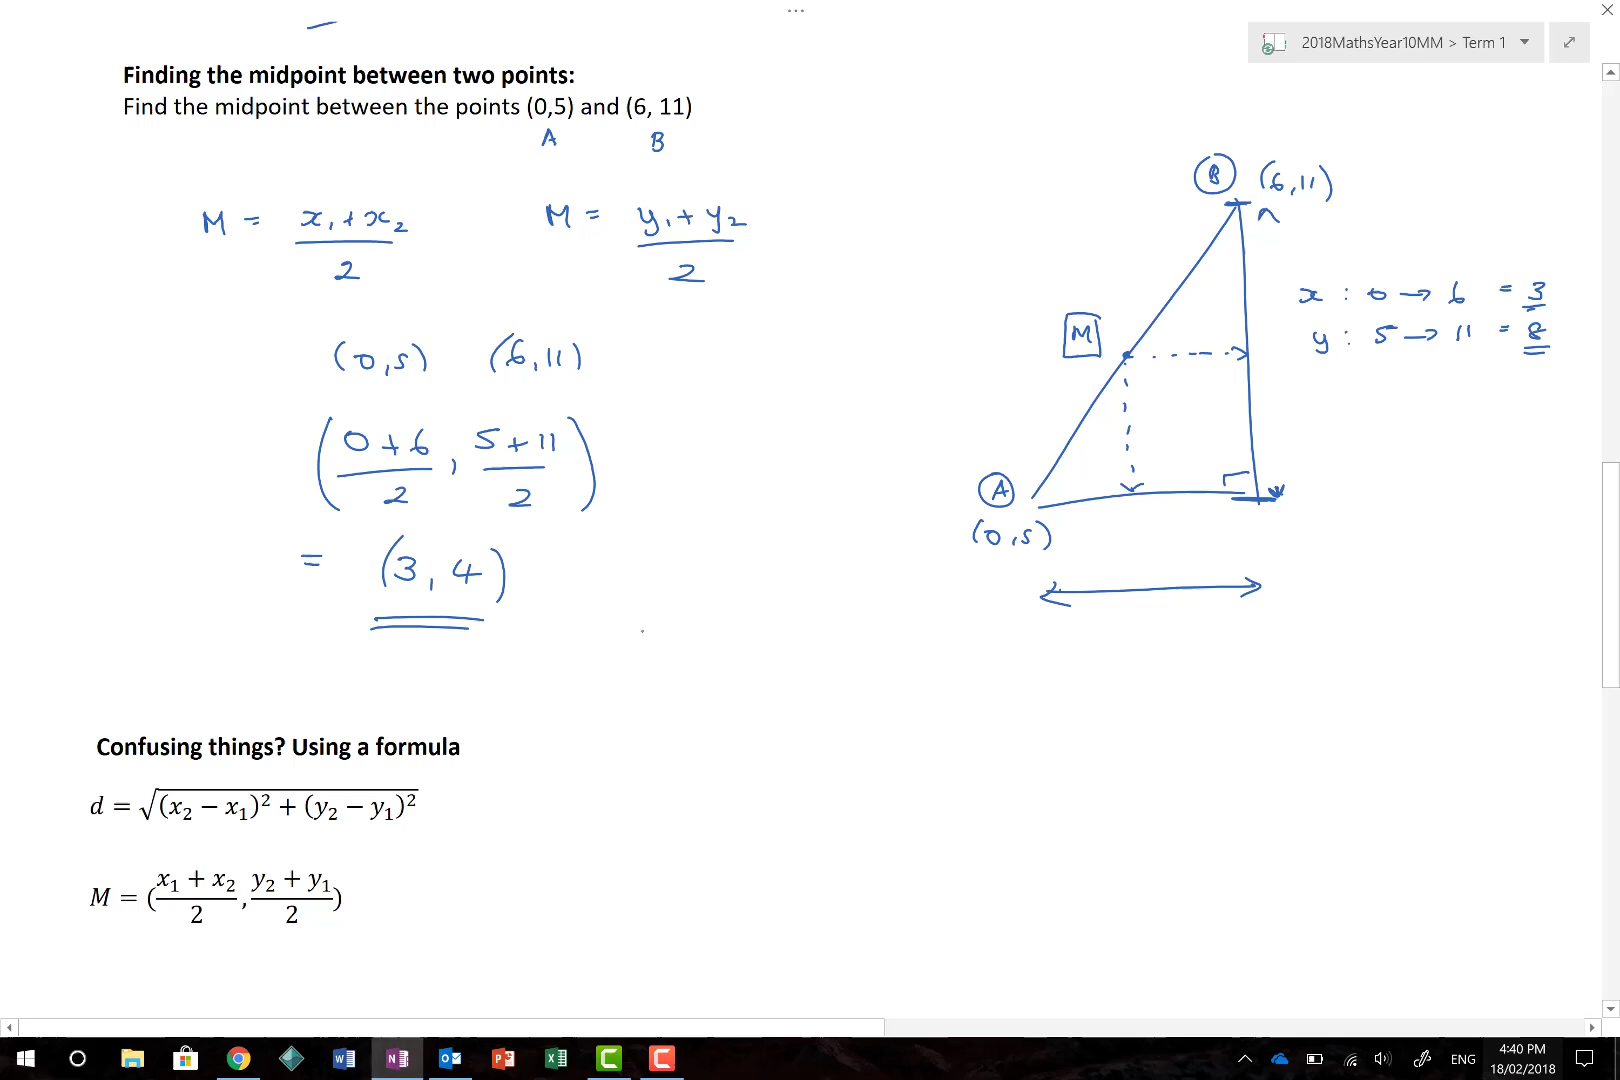 2018MathsYear10MM > Term 1
Finding the midpoint between two points:
Find the midpoint between the points (0,5) and (6, 11)
A B
M = x₁ + x₂ / 2 M = y₁ + y₂ / 2
(0,5) (6,11)
(0+6 / 2, 5+11 / 2)
= (3, 4)
B (6,11)
M
x : 0 → 6 = 3
y : 5 → 11 = 8
A
(0,5)
Confusing things? Using a formula
d = √(x₂ − x₁)² + (y₂ − y₁)²
M = (x₁ + x₂ / 2, y₂ + y₁ / 2)
ENG
4:40 PM
18/02/2018